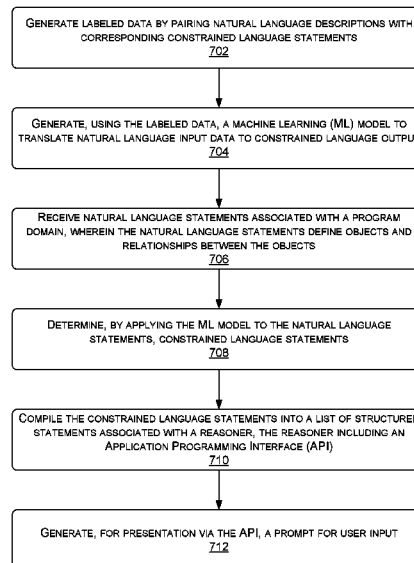 GENERATE LABELED DATA BY PAIRING NATURAL LANGUAGE DESCRIPTIONS WITH
CORRESPONDING CONSTRAINED LANGUAGE STATEMENTS
702
GENERATE, USING THE LABELED DATA, A MACHINE LEARNING (ML) MODEL TO
TRANSLATE NATURAL LANGUAGE INPUT DATA TO CONSTRAINED LANGUAGE OUTPU
704
RECEIVE NATURAL LANGUAGE STATEMENTS ASSOCIATED WITH A PROGRAM
DOMAIN, WHEREIN THE NATURAL LANGUAGE STATEMENTS DEFINE OBJECTS AND
RELATIONSHIPS BETWEEN THE OBJECTS
706
DETERMINE, BY APPLYING THE ML MODEL TO THE NATURAL LANGUAGE
STATEMENTS, CONSTRAINED LANGUAGE STATEMENTS
708
COMPILE THE CONSTRAINED LANGUAGE STATEMENTS INTO A LIST OF STRUCTURE
STATEMENTS ASSOCIATED WITH A REASONER, THE REASONER INCLUDING AN
APPLICATION PROGRAMMING INTERFACE (API)
710
GENERATE, FOR PRESENTATION VIA THE API, A PROMPT FOR USER INPUT
712